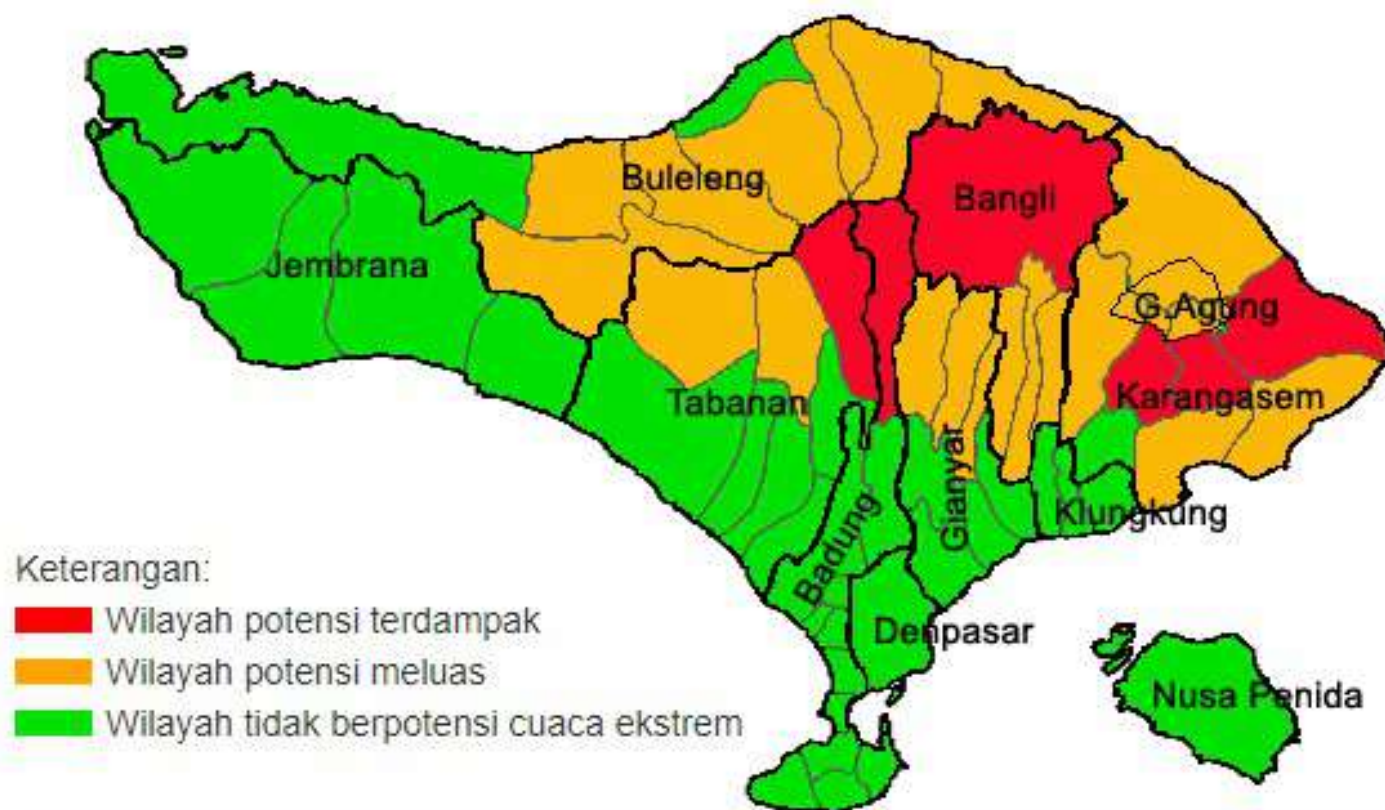 Buleleng
Bangli
Jembrana
G.Agung
Tabanan
Karangasem
Gianyar
Klungkung
Badung
Denpasar
Nusa Penida
Keterangan:
Wilayah potensi terdampak
Wilayah potensi meluas
Wilayah tidak berpotensi cuaca ekstrem